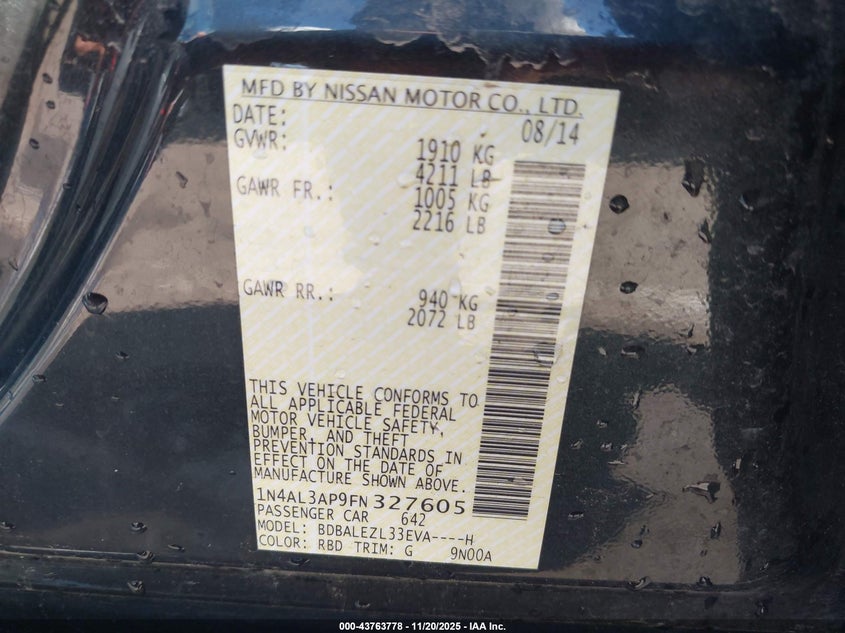 MFD BY NISSAN MOTOR CO., LTD.
DATE: 08/14
GVWR: 1910 KG
4211 LB
GAWR FR.: 1005 KG
2216 LB
GAWR RR.: 940 KG
2072 LB
THIS VEHICLE CONFORMS TO
ALL APPLICABLE FEDERAL
MOTOR VEHICLE SAFETY,
BUMPER, AND THEFT
PREVENTION STANDARDS IN
EFFECT ON THE DATE OF
MANUFACTURE SHOWN ABOVE.
1N4AL3AP9FN 327605
PASSENGER CAR 642
MODEL: BDBALEZL33EVA----H
COLOR: RBD TRIM: G 9N00A
000-43763778 - 11/20/2025 - IAA Inc.